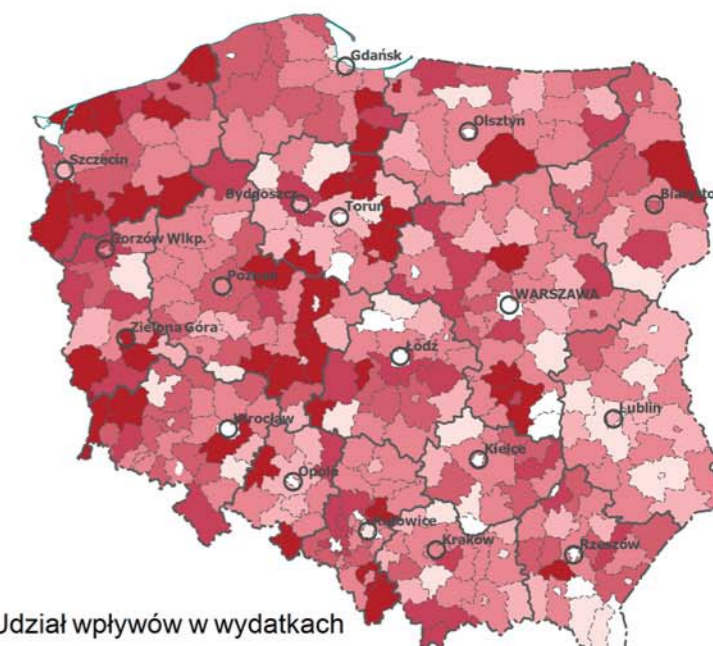 Gdańsk
Olsztyn
Szczecin
Bydgoszcz
Toruń
Gorzów Wlkp.
Poznań
WARSZAWA
Zielona Góra
Łódź
Wrocław
Lublin
Kielce
Opole
Katowice
Kraków
Rzeszów
Udział wpływów w wydatkach